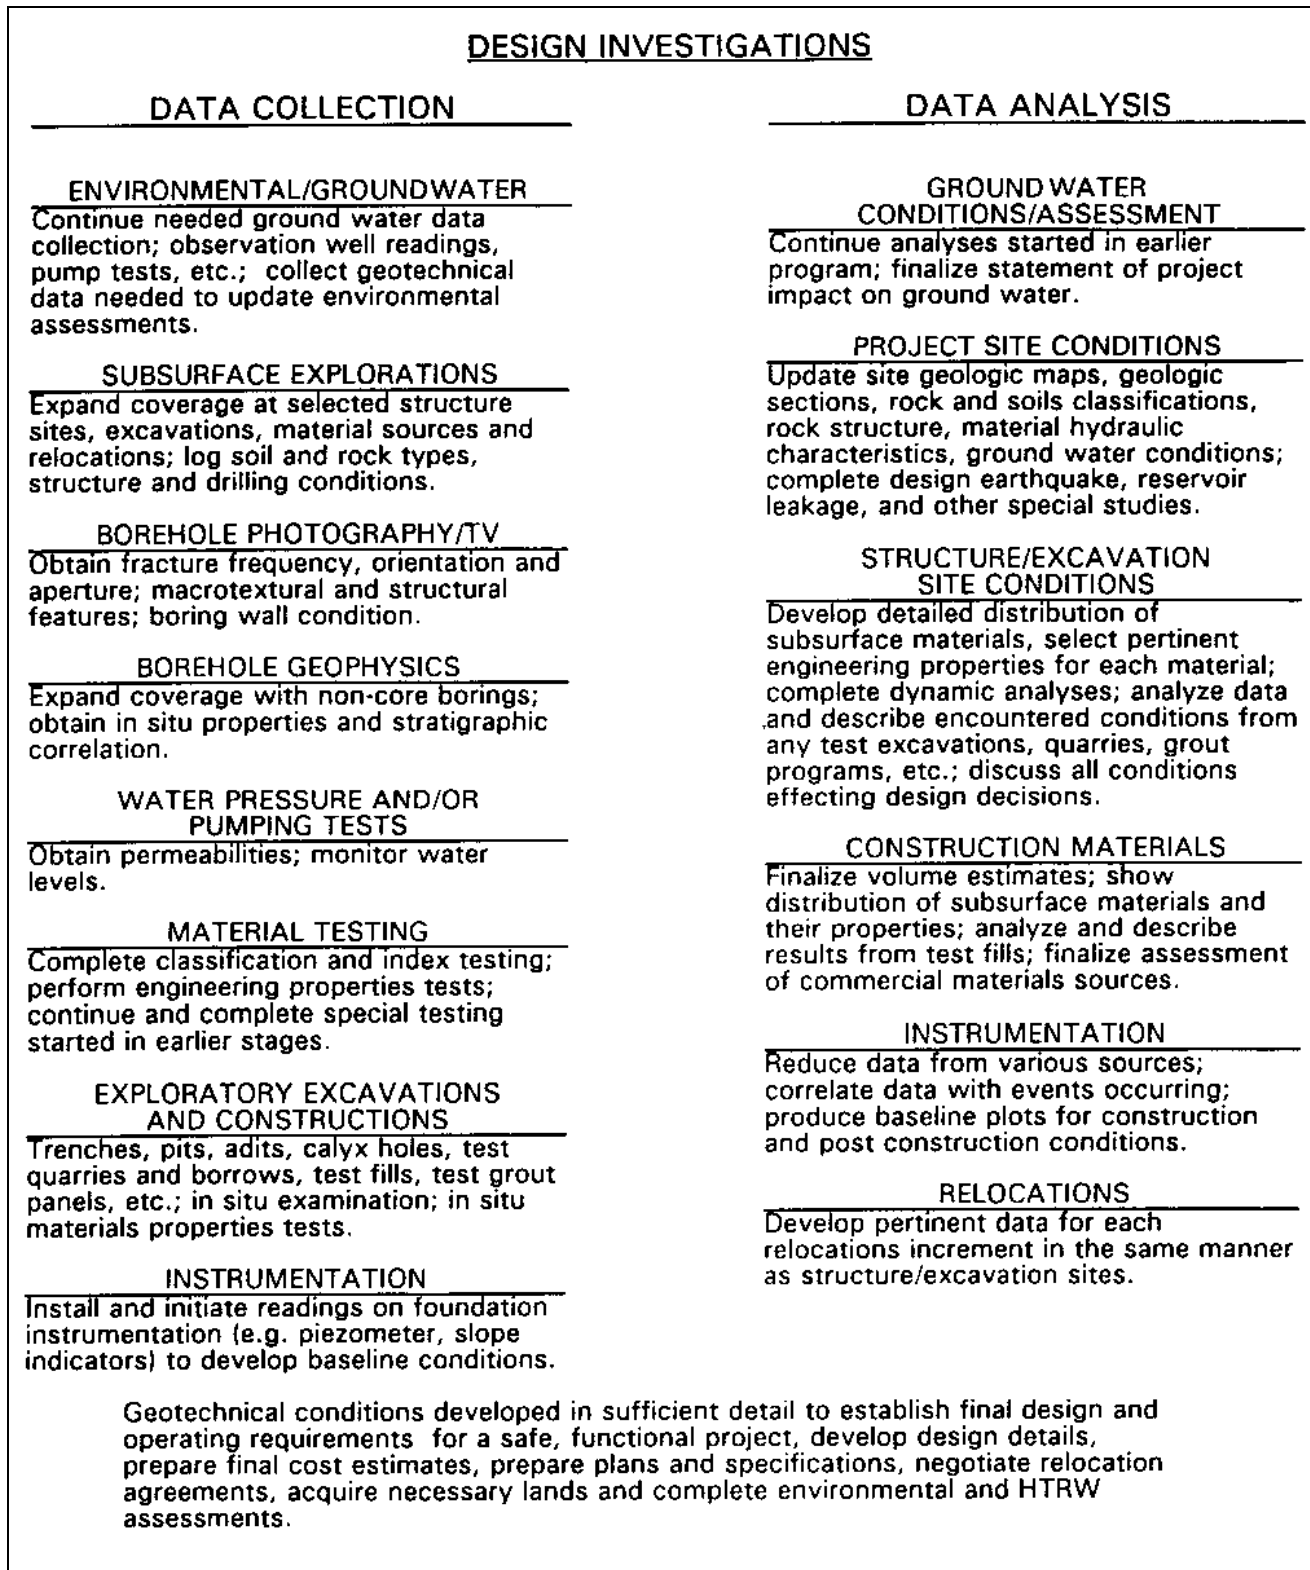 DESIGN INVESTIGATIONS
DATA COLLECTION
ENVIRONMENTAL/GROUNDWATER
Continue needed ground water data
collection; observation well readings,
pump tests, etc.; collect geotechnical
data needed to update environmental
assessments.
SUBSURFACE EXPLORATIONS
Expand coverage at selected structure
sites, excavations, material sources and
relocations; log soil and rock types,
structure and drilling conditions.
BOREHOLE PHOTOGRAPHY/TV
Obtain fracture frequency, orientation and
aperture; macrotextural and structural
features; boring wall condition.
BOREHOLE GEOPHYSICS
Expand coverage with non-core borings;
obtain in situ properties and stratigraphic
correlation.
WATER PRESSURE AND/OR
PUMPING TESTS
Obtain permeabilities; monitor water
levels.
MATERIAL TESTING
Complete classification and index testing;
perform engineering properties tests;
continue and complete special testing
started in earlier stages.
EXPLORATORY EXCAVATIONS
AND CONSTRUCTIONS
Trenches, pits, adits, calyx holes, test
quarries and borrows, test fills, test grout
panels, etc.; in situ examination; in situ
materials properties tests.
INSTRUMENTATION
Install and initiate readings on foundation
instrumentation (e.g. piezometer, slope
indicators) to develop baseline conditions.
DATA ANALYSIS
GROUND WATER
CONDITIONS/ASSESSMENT
Continue analyses started in earlier
program; finalize statement of project
impact on ground water.
PROJECT SITE CONDITIONS
Update site geologic maps, geologic
sections, rock and soils classifications,
rock structure, material hydraulic
characteristics, ground water conditions;
complete design earthquake, reservoir
leakage, and other special studies.
STRUCTURE/EXCAVATION
SITE CONDITIONS
Develop detailed distribution of
subsurface materials, select pertinent
engineering properties for each material;
complete dynamic analyses; analyze data
and describe encountered conditions from
any test excavations, quarries, grout
programs, etc.; discuss all conditions
effecting design decisions.
CONSTRUCTION MATERIALS
Finalize volume estimates; show
distribution of subsurface materials and
their properties; analyze and describe
results from test fills; finalize assessment
of commercial materials sources.
INSTRUMENTATION
Reduce data from various sources;
correlate data with events occurring;
produce baseline plots for construction
and post construction conditions.
RELOCATIONS
Develop pertinent data for each
relocations increment in the same manner
as structure/excavation sites.
Geotechnical conditions developed in sufficient detail to establish final design and
operating requirements for a safe, functional project, develop design details,
prepare final cost estimates, prepare plans and specifications, negotiate relocation
agreements, acquire necessary lands and complete environmental and HTRW
assessments.